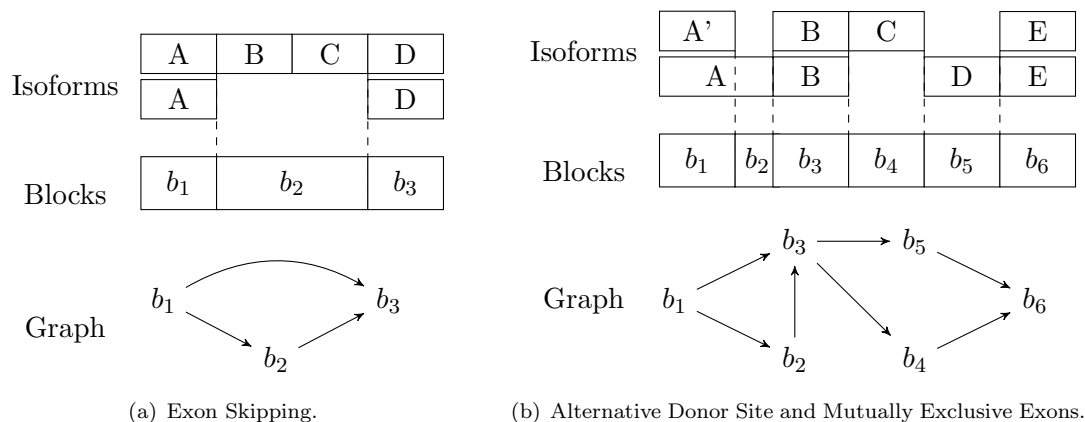 Isoforms
A B C D
A D
Blocks
b1 b2 b3
Graph
b1 b3
b2
(a) Exon Skipping.
Isoforms
A' B C E
A B D E
Blocks
b1 b2 b3 b4 b5 b6
Graph
b3 b5
b1 b6
b2 b4
(b) Alternative Donor Site and Mutually Exclusive Exons.